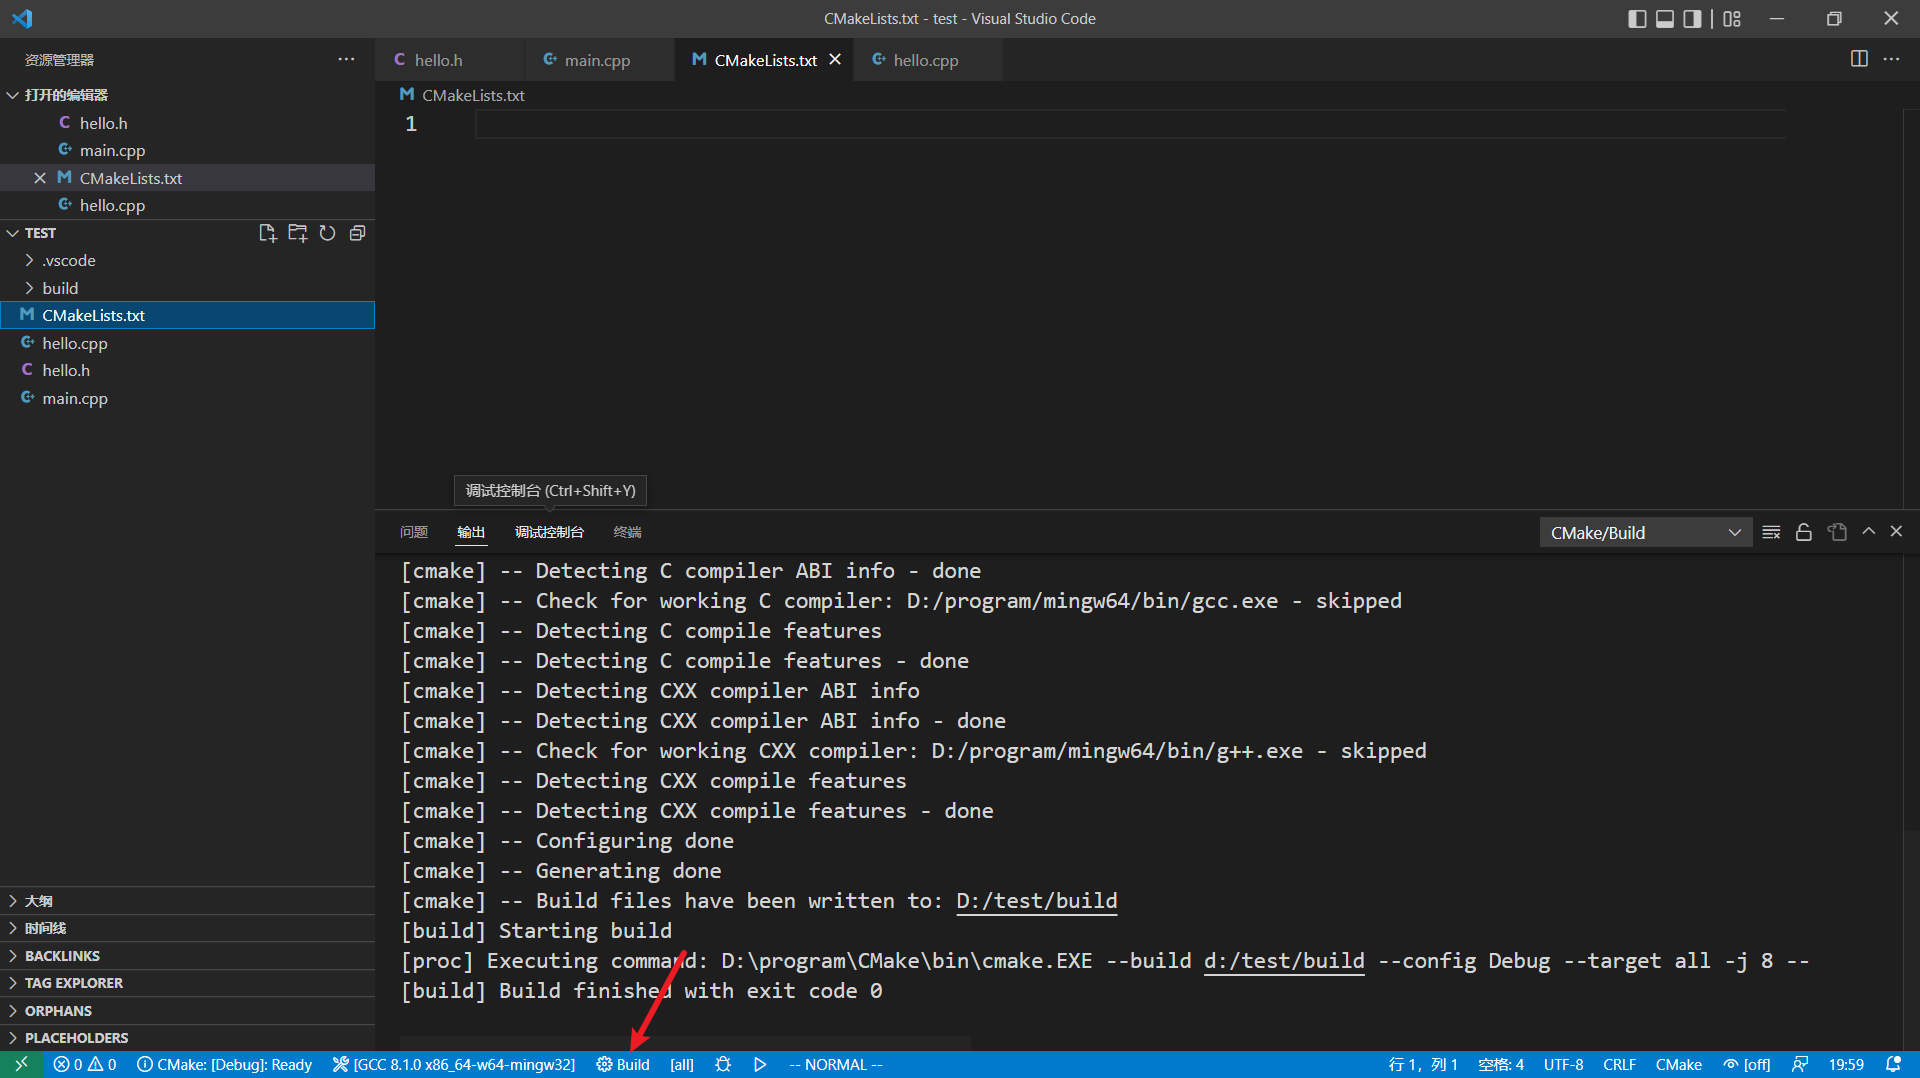 CMakeLists.txt - test - Visual Studio Code
资源管理器
打开的编辑器
hello.h
main.cpp
CMakeLists.txt
hello.cpp
TEST
.vscode
build
CMakeLists.txt
hello.cpp
hello.h
main.cpp
大纲
时间线
BACKLINKS
TAG EXPLORER
ORPHANS
PLACEHOLDERS
hello.h main.cpp CMakeLists.txt hello.cpp
CMakeLists.txt
1
调试控制台 (Ctrl+Shift+Y)
问题 输出 调试控制台 终端 CMake/Build
[cmake] -- Detecting C compiler ABI info - done
[cmake] -- Check for working C compiler: D:/program/mingw64/bin/gcc.exe - skipped
[cmake] -- Detecting C compile features
[cmake] -- Detecting C compile features - done
[cmake] -- Detecting CXX compiler ABI info
[cmake] -- Detecting CXX compiler ABI info - done
[cmake] -- Check for working CXX compiler: D:/program/mingw64/bin/g++.exe - skipped
[cmake] -- Detecting CXX compile features
[cmake] -- Detecting CXX compile features - done
[cmake] -- Configuring done
[cmake] -- Generating done
[cmake] -- Build files have been written to: D:/test/build
[build] Starting build
[proc] Executing command: D:\program\CMake\bin\cmake.EXE --build d:/test/build --config Debug --target all -j 8 --
[build] Build finished with exit code 0
0 0 CMake: [Debug]: Ready [GCC 8.1.0 x86_64-w64-mingw32] Build [all] -- NORMAL -- 行 1，列 1 空格: 4 UTF-8 CRLF CMake [off] 19:59